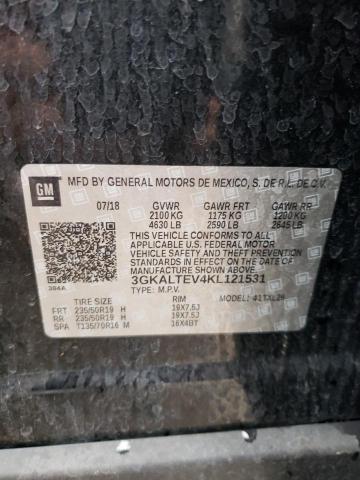 GM
MFD BY GENERAL MOTORS DE MEXICO, S. DE R.L. DE C.V.
07/18 GVWR GAWR FRT GAWR RR
2100 KG 1175 KG 1200 KG
4630 LB 2590 LB 2645 LB
THIS VEHICLE CONFORMS TO ALL APPLICABLE U.S. FEDERAL MOTOR
VEHICLE SAFETY, BUMPER, AND THEFT PREVENTION STANDARDS
IN EFFECT ON THE DATE OF MANUFACTURE SHOWN ABOVE.
3GKALTEV4KL121531
TYPE: M.P.V. MODEL: 41TXL26
TIRE SIZE RIM
FRT 235/50R19 H 19X7.5J
RR 235/50R19 H 19X7.5J
SPA T135/70R16 M 16X4BT